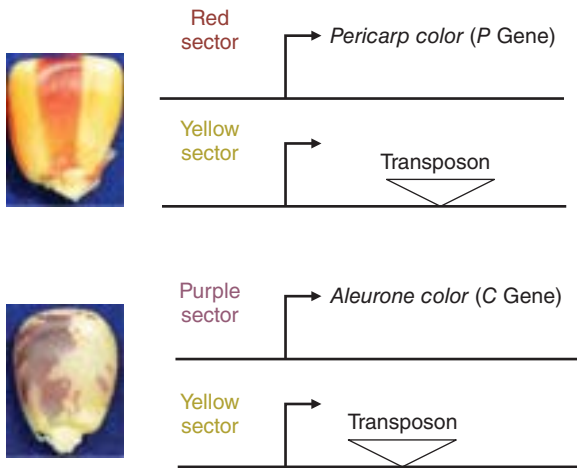 Red
sector
Pericarp color (P Gene)
Yellow
sector
Transposon
Purple
sector
Aleurone color (C Gene)
Yellow
sector
Transposon